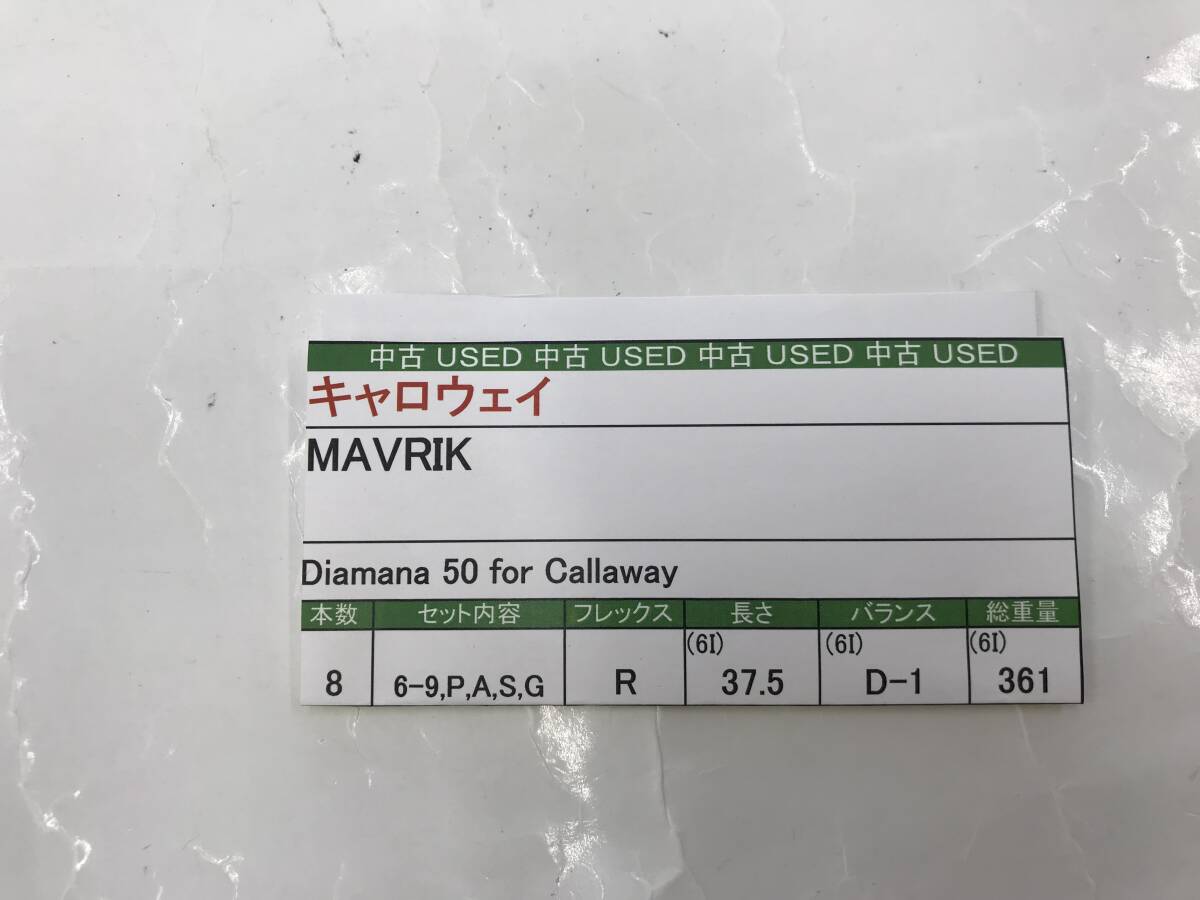 中古 USED 中古 USED 中古 USED 中古 USED
キャロウェイ
MAVRIK
Diamana 50 for Callaway
本数 セット内容 フレックス 長さ バランス 総重量
(6I) (6I) (6I)
8 6-9,P,A,S,G R 37.5 D-1 361